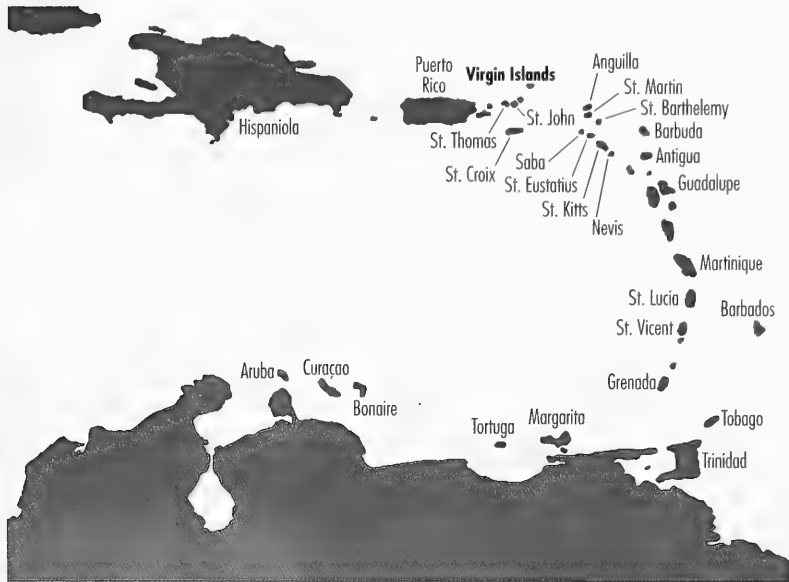 Anguilla
Puerto
Rico
Virgin Islands
St. Martin
St. Barthelemy
Hispaniola
St. Thomas
St. John
Barbuda
Saba
Antigua
St. Croix
St. Eustatius
Guadalupe
St. Kitts
Nevis
Martinique
St. Lucia
Barbados
St. Vicent
Aruba
Curaçao
Bonaire
Grenada
Tortuga
Margarita
Tobago
Trinidad